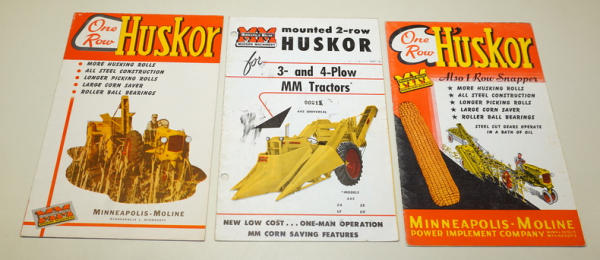 One
Row
Huskor
• MORE HUSKING ROLLS
• ALL STEEL CONSTRUCTION
• LONGER PICKING ROLLS
• LARGE CORN SAVER
• ROLLER BALL BEARINGS
MINNEAPOLIS-MOLINE
MM
mounted 2-row
HUSKOR
for
3- and 4-Plow
MM Tractors
UNIVERSAL
MODELS
NEW LOW COST...ONE-MAN OPERATION
MM CORN SAVING FEATURES
One
Row
Huskor
Also 1 Row Snapper
★ MORE HUSKING ROLLS
★ ALL STEEL CONSTRUCTION
★ LONGER PICKING ROLLS
★ LARGE CORN SAVER
★ ROLLER BALL BEARINGS
STEEL CUT GEARS OPERATE
IN A BATH OF OIL
MINNEAPOLIS-MOLINE
POWER IMPLEMENT COMPANY